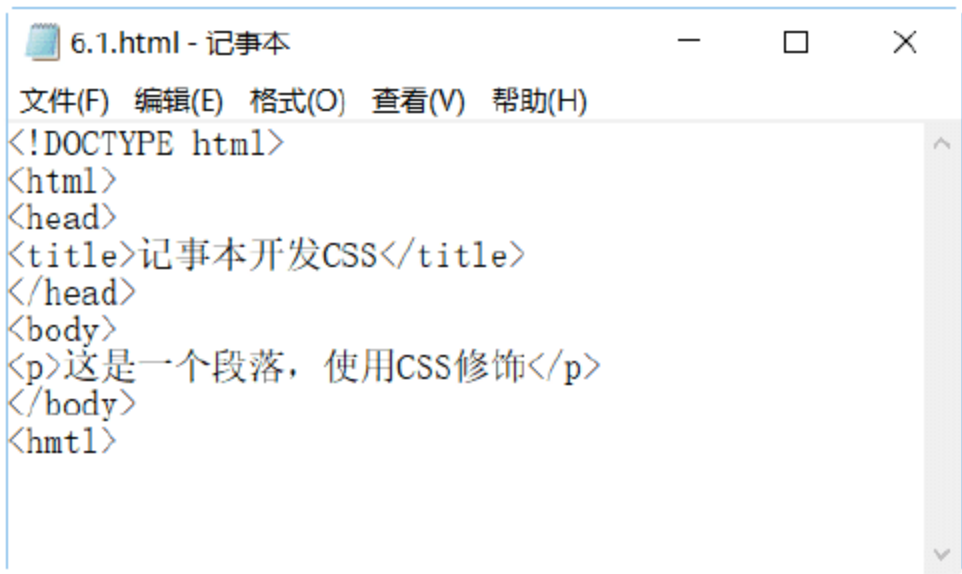 6.1.html - 记事本
文件(F) 编辑(E) 格式(O) 查看(V) 帮助(H)
<!DOCTYPE html>
<html>
<head>
<title>记事本开发CSS</title>
</head>
<body>
<p>这是一个段落，使用CSS修饰</p>
</body>
<hmtl>